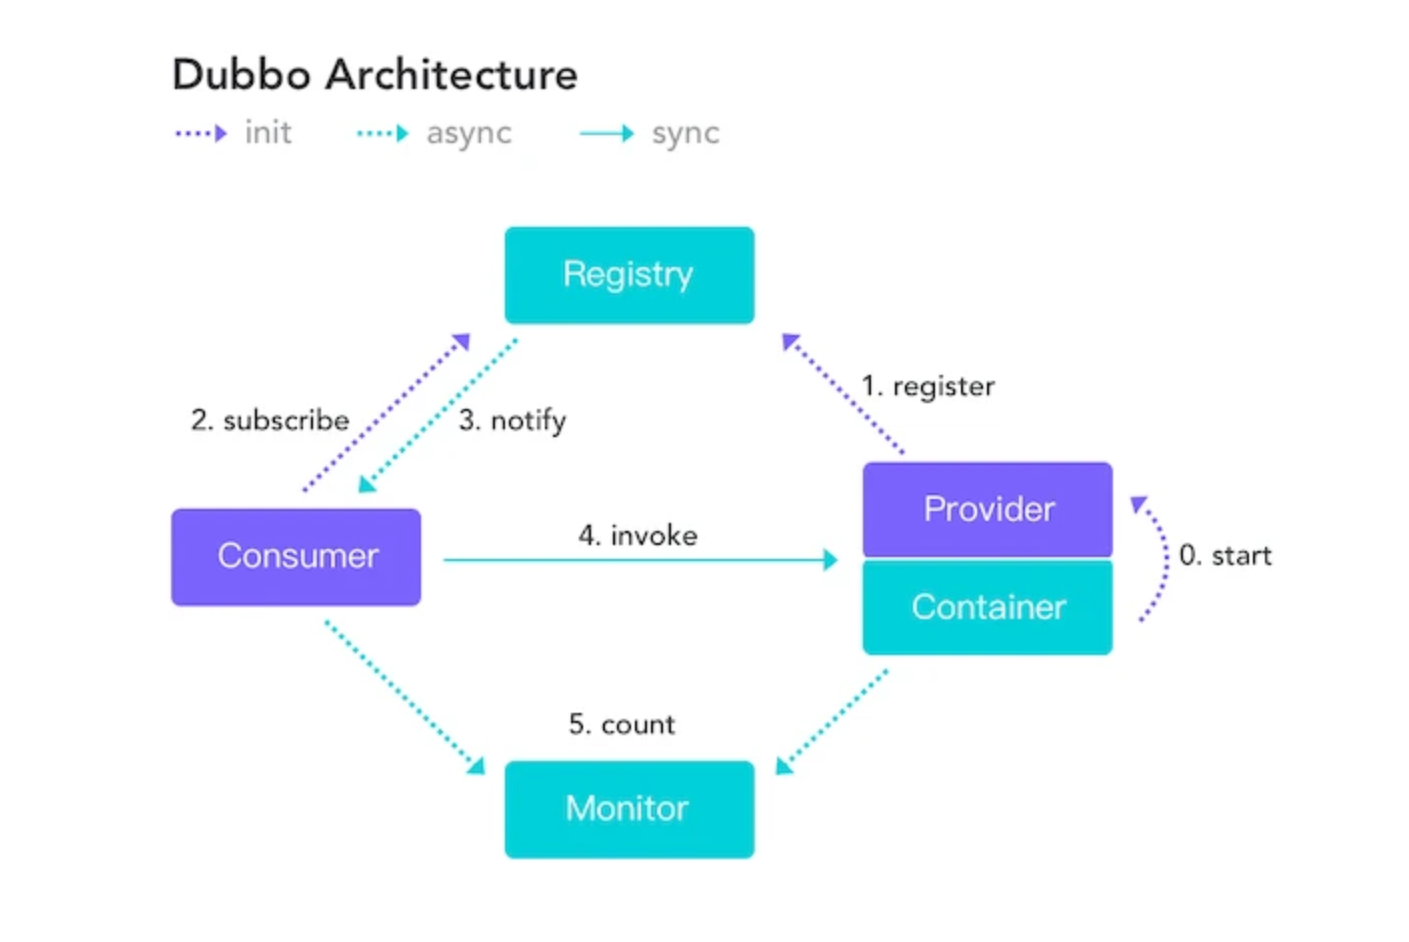 Dubbo Architecture
init async sync
Registry
1. register
2. subscribe 3. notify
Provider
4. invoke
Consumer
0. start
Container
5. count
Monitor